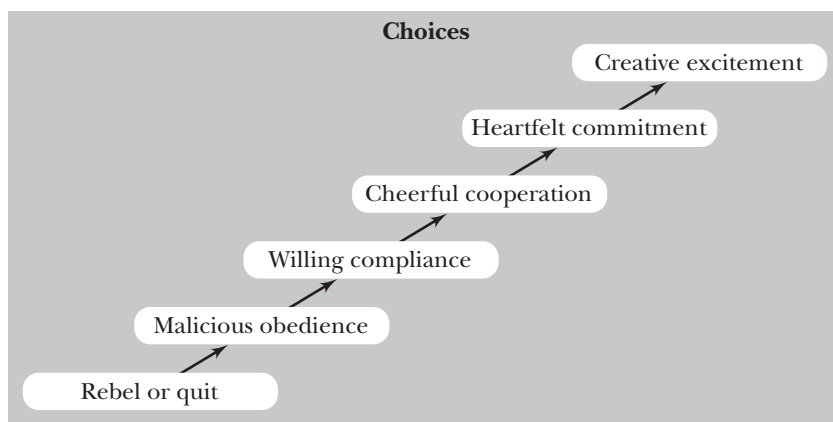 Choices
Creative excitement
Heartfelt commitment
Cheerful cooperation
Willing compliance
Malicious obedience
Rebel or quit